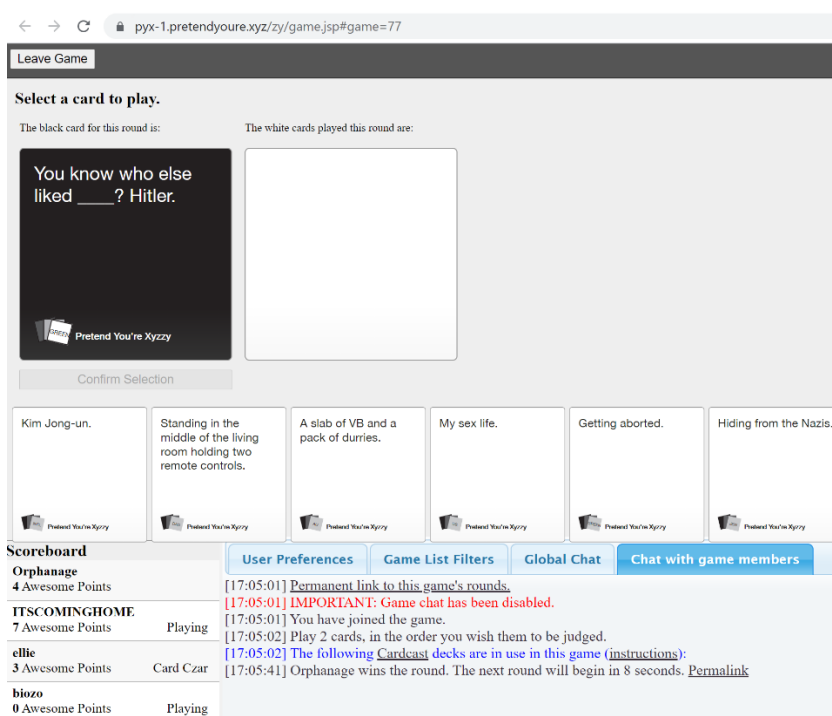 pyx-1.pretendyoure.xyz/zy/game.jsp#game=77
Leave Game
Select a card to play.
The black card for this round is:
The white cards played this round are:
You know who else
liked ____? Hitler.
GREEN
Pretend You're Xyzzy
Confirm Selection
Kim Jong-un.
Pretend You're Xyzzy
Standing in the
middle of the living
room holding two
remote controls.
Pretend You're Xyzzy
A slab of VB and a
pack of durries.
Pretend You're Xyzzy
My sex life.
Pretend You're Xyzzy
Getting aborted.
Pretend You're Xyzzy
Hiding from the Nazis.
Pretend You're Xyzzy
Scoreboard
Orphanage
4 Awesome Points
ITSCOMINGHOME
7 Awesome Points Playing
ellie
3 Awesome Points Card Czar
biozo
0 Awesome Points Playing
User Preferences
Game List Filters
Global Chat
Chat with game members
[17:05:01] Permanent link to this game's rounds.
[17:05:01] IMPORTANT: Game chat has been disabled.
[17:05:01] You have joined the game.
[17:05:02] Play 2 cards, in the order you wish them to be judged.
[17:05:02] The following Cardcast decks are in use in this game (instructions):
[17:05:41] Orphanage wins the round. The next round will begin in 8 seconds. Permalink